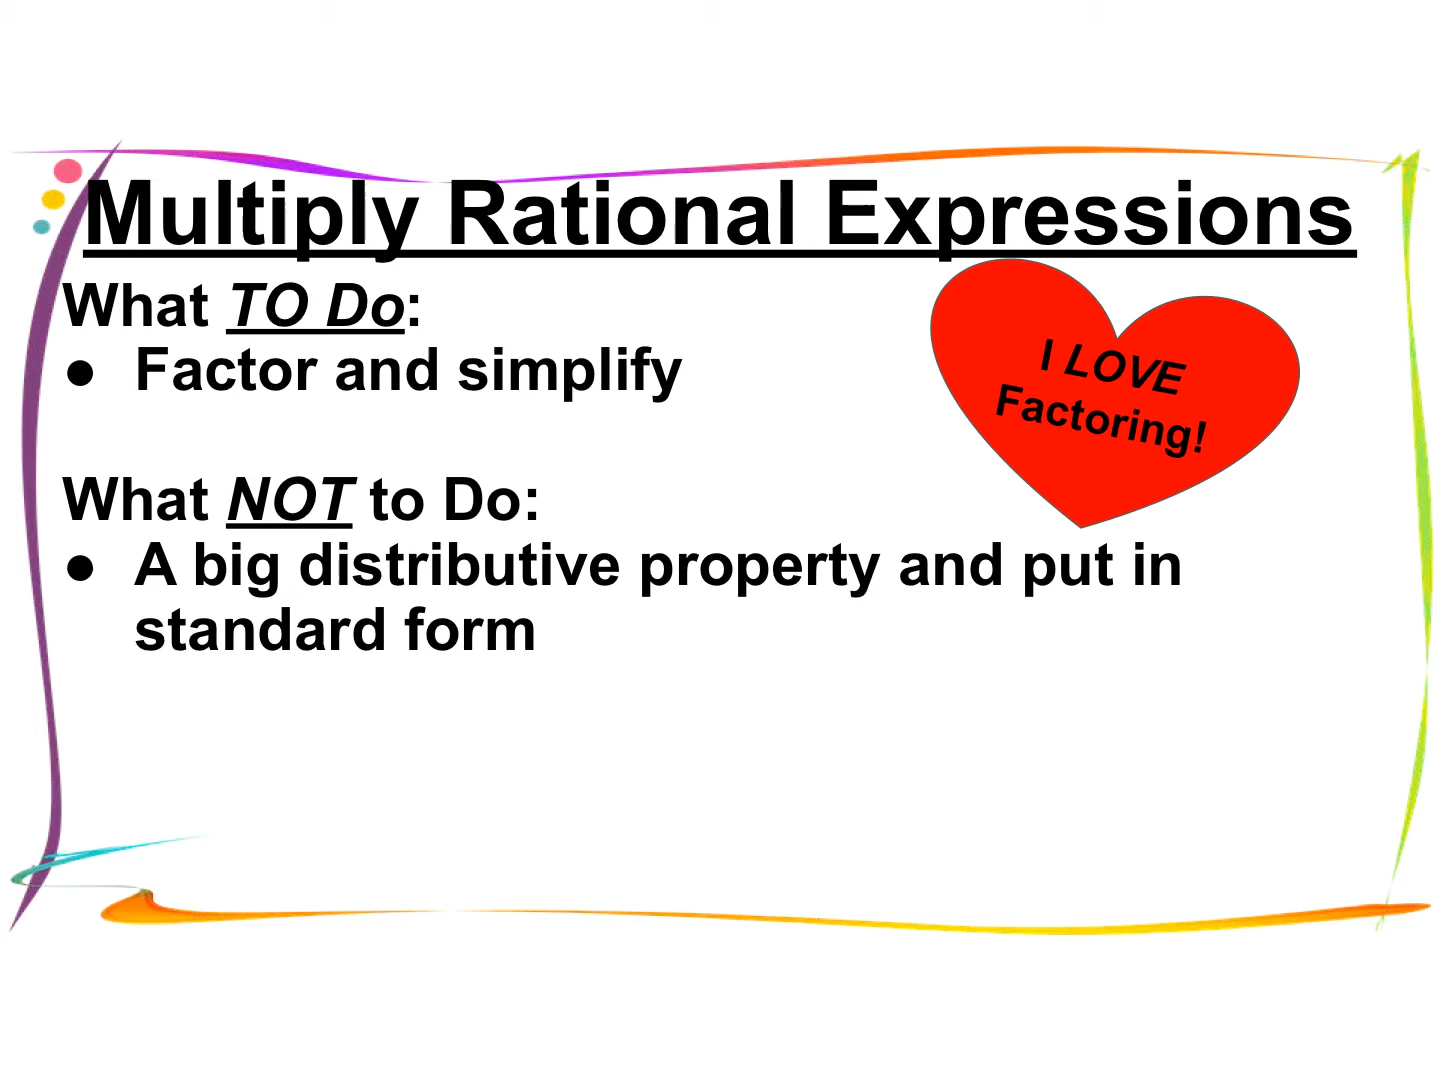 Multiply Rational Expressions
What TO Do:
● Factor and simplify
I LOVE
Factoring!
What NOT to Do:
● A big distributive property and put in
standard form